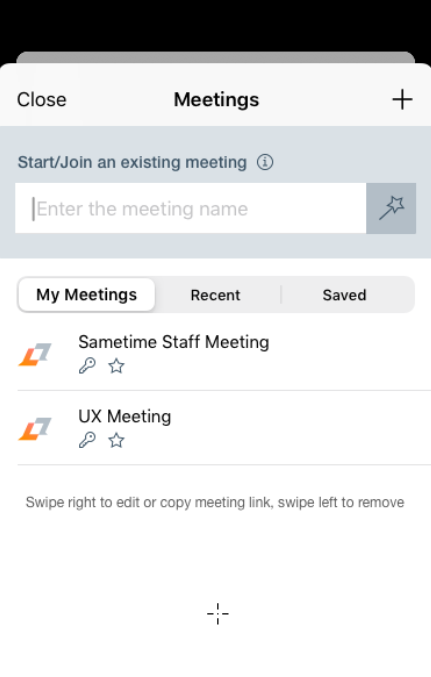 Close Meetings
Start/Join an existing meeting
Enter the meeting name
My Meetings Recent Saved
Sametime Staff Meeting
UX Meeting
Swipe right to edit or copy meeting link, swipe left to remove